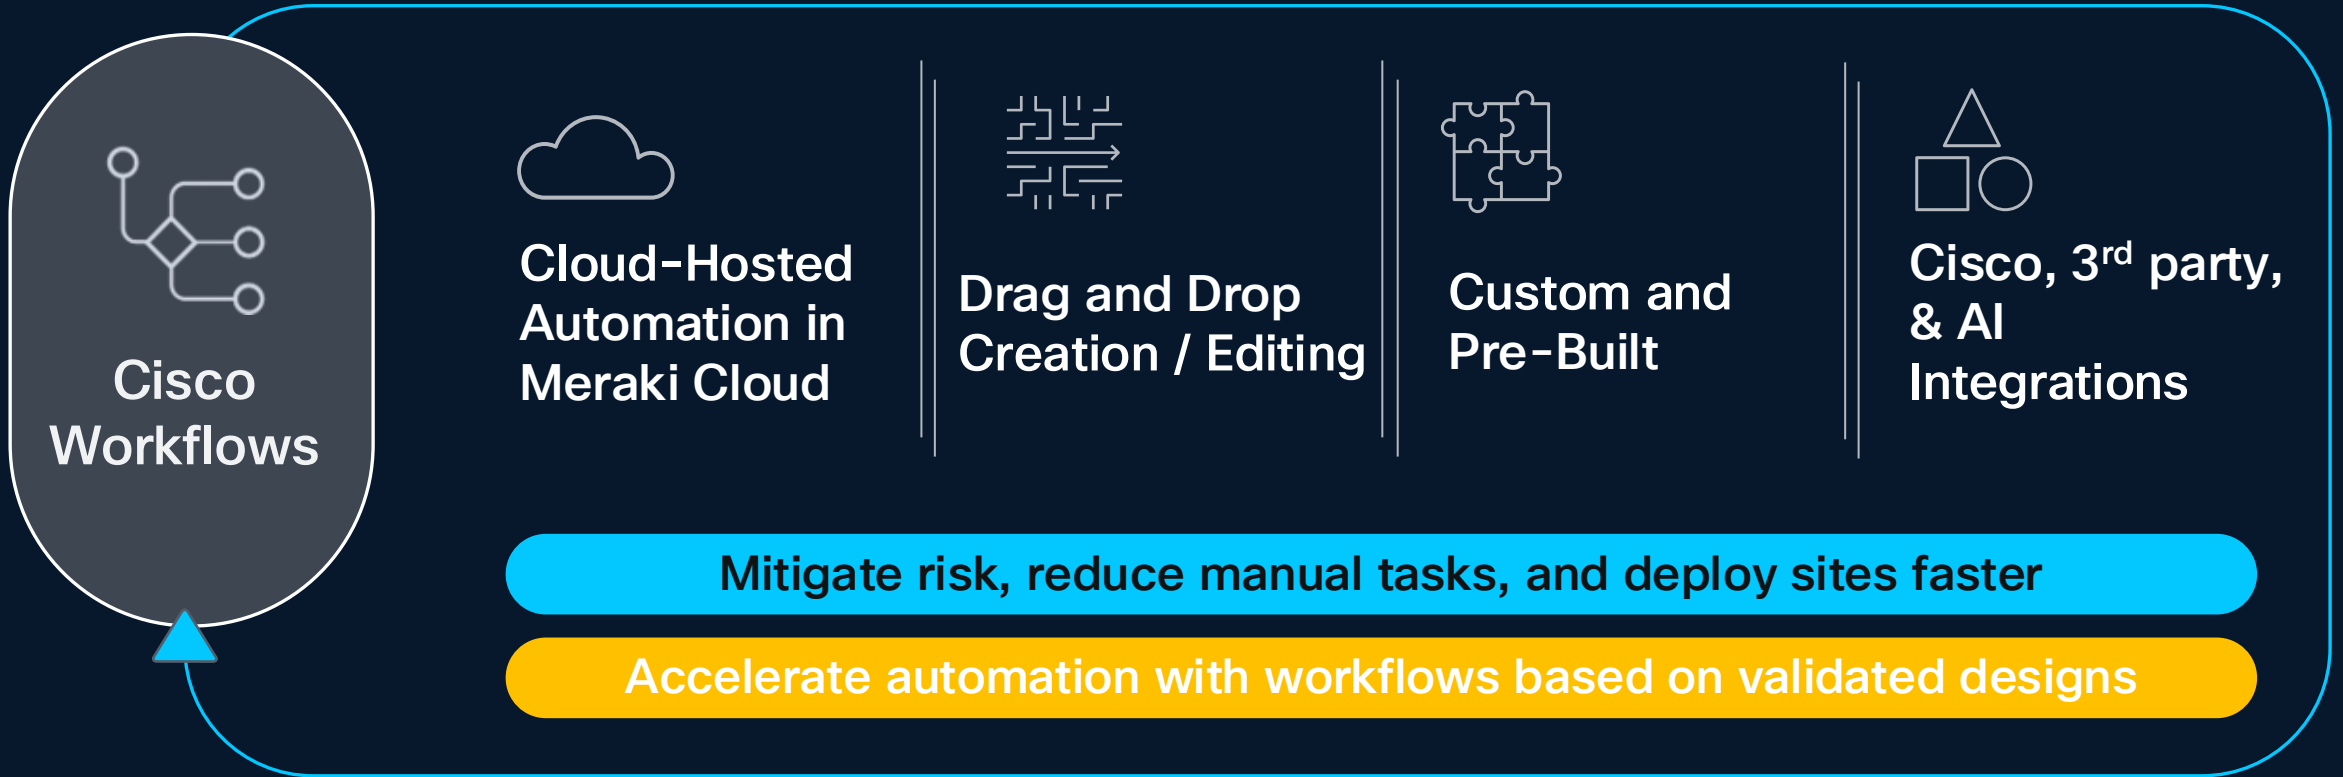 Cisco
Workflows
Cloud-Hosted
Automation in
Meraki Cloud
Drag and Drop
Creation / Editing
Custom and
Pre-Built
Cisco, 3rd party,
& AI
Integrations
Mitigate risk, reduce manual tasks, and deploy sites faster
Accelerate automation with workflows based on validated designs